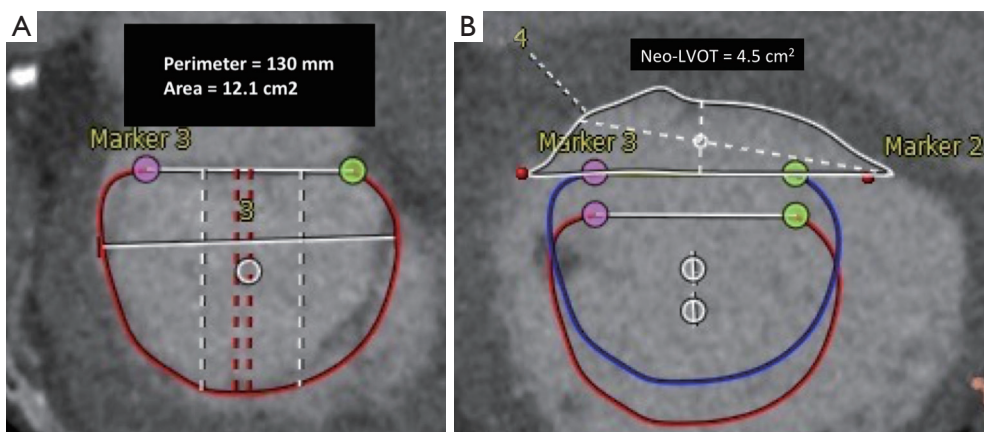 A
Perimeter = 130 mm
Area = 12.1 cm2
Marker 3
3
B
4
Neo-LVOT = 4.5 cm²
Marker 3
Marker 2